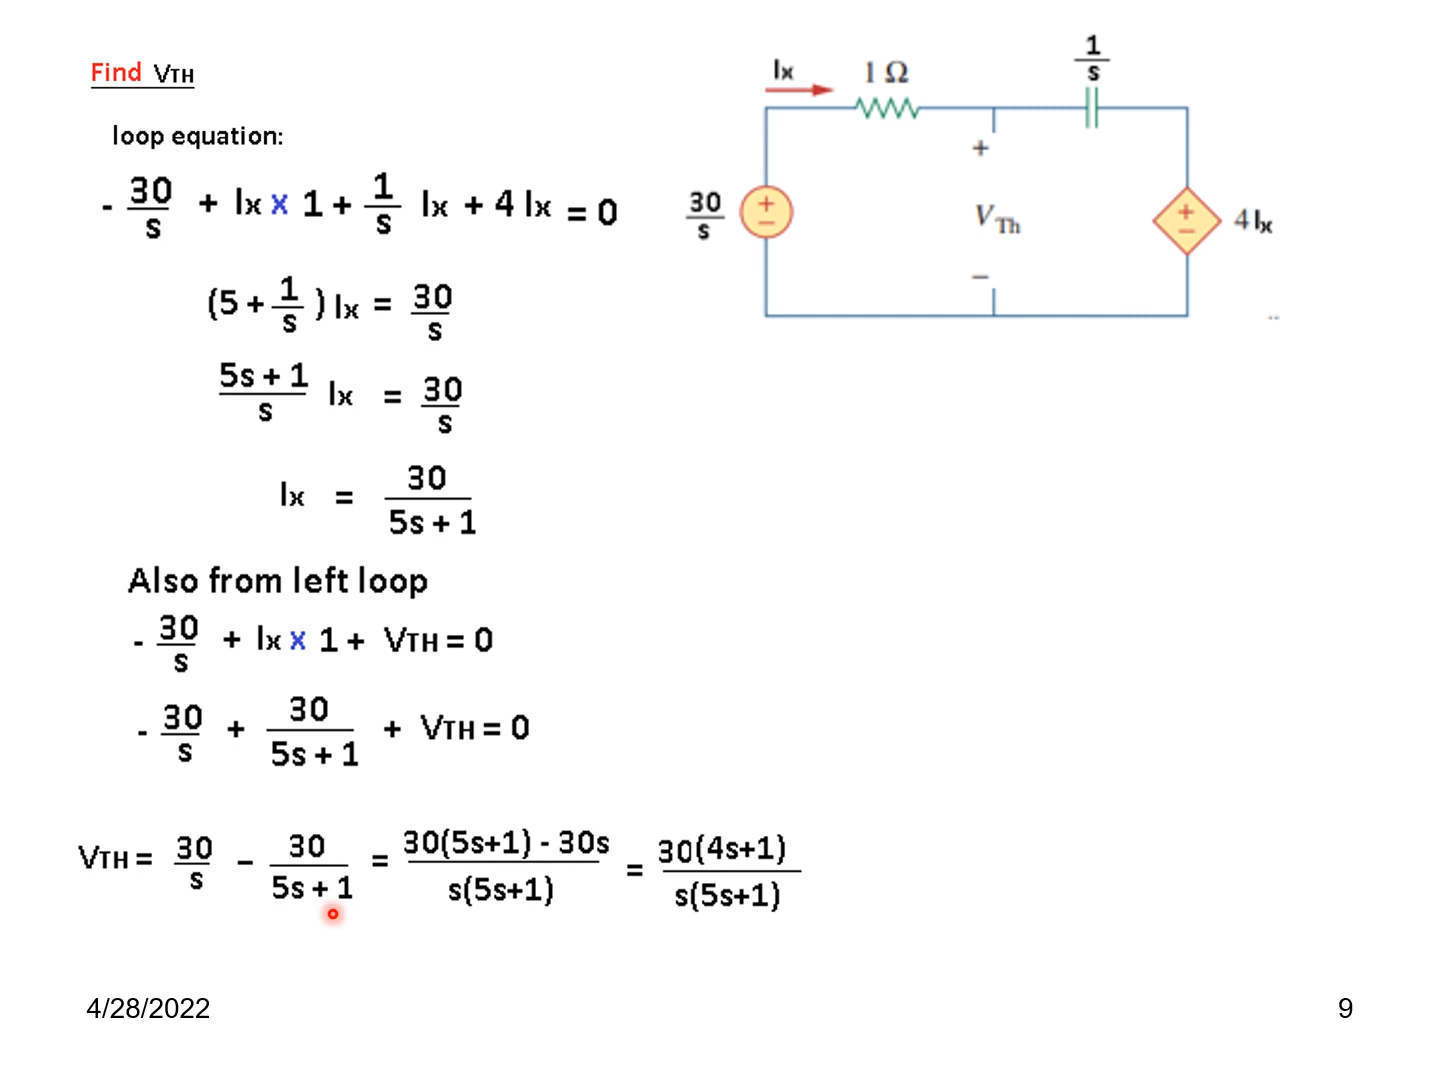 Find VTH
loop equation:
- 30/s + Ix x 1 + 1/s Ix + 4 Ix = 0
(5 + 1/s ) Ix = 30/s
5s + 1/s Ix = 30/s
Ix = 30/5s + 1
Also from left loop
- 30/s + Ix x 1 + VTH = 0
- 30/s + 30/5s + 1 + VTH = 0
VTH = 30/s − 30/5s + 1 = 30(5s+1) - 30s/s(5s+1) = 30(4s+1)/s(5s+1)
Ix
1 Ω
1/s
30/s
+
−
+
VTh
−
+
−
4 Ix
4/28/2022
9